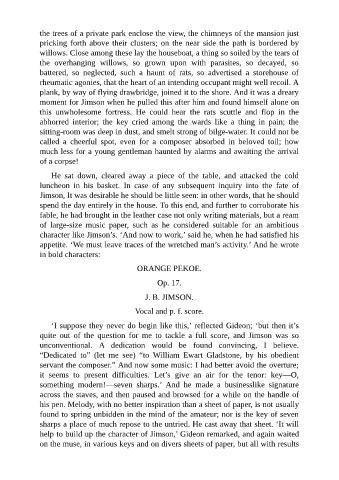 the trees of a private park enclose the view, the chimneys of the mansion just
pricking forth above their clusters; on the near side the path is bordered by
willows. Close among these lay the houseboat, a thing so soiled by the tears of
the overhanging willows, so grown upon with parasites, so decayed, so
battered, so neglected, such a haunt of rats, so advertised a storehouse of
rheumatic agonies, that the heart of an intending occupant might well recoil. A
plank, by way of flying drawbridge, joined it to the shore. And it was a dreary
moment for Jimson when he pulled this after him and found himself alone on
this unwholesome fortress. He could hear the rats scuttle and flop in the
abhorred interior; the key cried among the wards like a thing in pain; the
sitting-room was deep in dust, and smelt strong of bilge-water. It could not be
called a cheerful spot, even for a composer absorbed in beloved toil; how
much less for a young gentleman haunted by alarms and awaiting the arrival
of a corpse!
He sat down, cleared away a piece of the table, and attacked the cold
luncheon in his basket. In case of any subsequent inquiry into the fate of
Jimson, It was desirable he should be little seen: in other words, that he should
spend the day entirely in the house. To this end, and further to corroborate his
fable, he had brought in the leather case not only writing materials, but a ream
of large-size music paper, such as he considered suitable for an ambitious
character like Jimson's. ‘And now to work,’ said he, when he had satisfied his
appetite. ‘We must leave traces of the wretched man's activity.’ And he wrote
in bold characters:
ORANGE PEKOE.
Op. 17.
J. B. JIMSON.
Vocal and p. f. score.
‘I suppose they never do begin like this,’ reflected Gideon; ‘but then it's
quite out of the question for me to tackle a full score, and Jimson was so
unconventional. A dedication would be found convincing, I believe.
“Dedicated to” (let me see) “to William Ewart Gladstone, by his obedient
servant the composer.” And now some music: I had better avoid the overture;
it seems to present difficulties. Let's give an air for the tenor: key—O,
something modern!—seven sharps.’ And he made a businesslike signature
across the staves, and then paused and browsed for a while on the handle of
his pen. Melody, with no better inspiration than a sheet of paper, is not usually
found to spring unbidden in the mind of the amateur; nor is the key of seven
sharps a place of much repose to the untried. He cast away that sheet. ‘It will
help to build up the character of Jimson,’ Gideon remarked, and again waited
on the muse, in various keys and on divers sheets of paper, but all with results